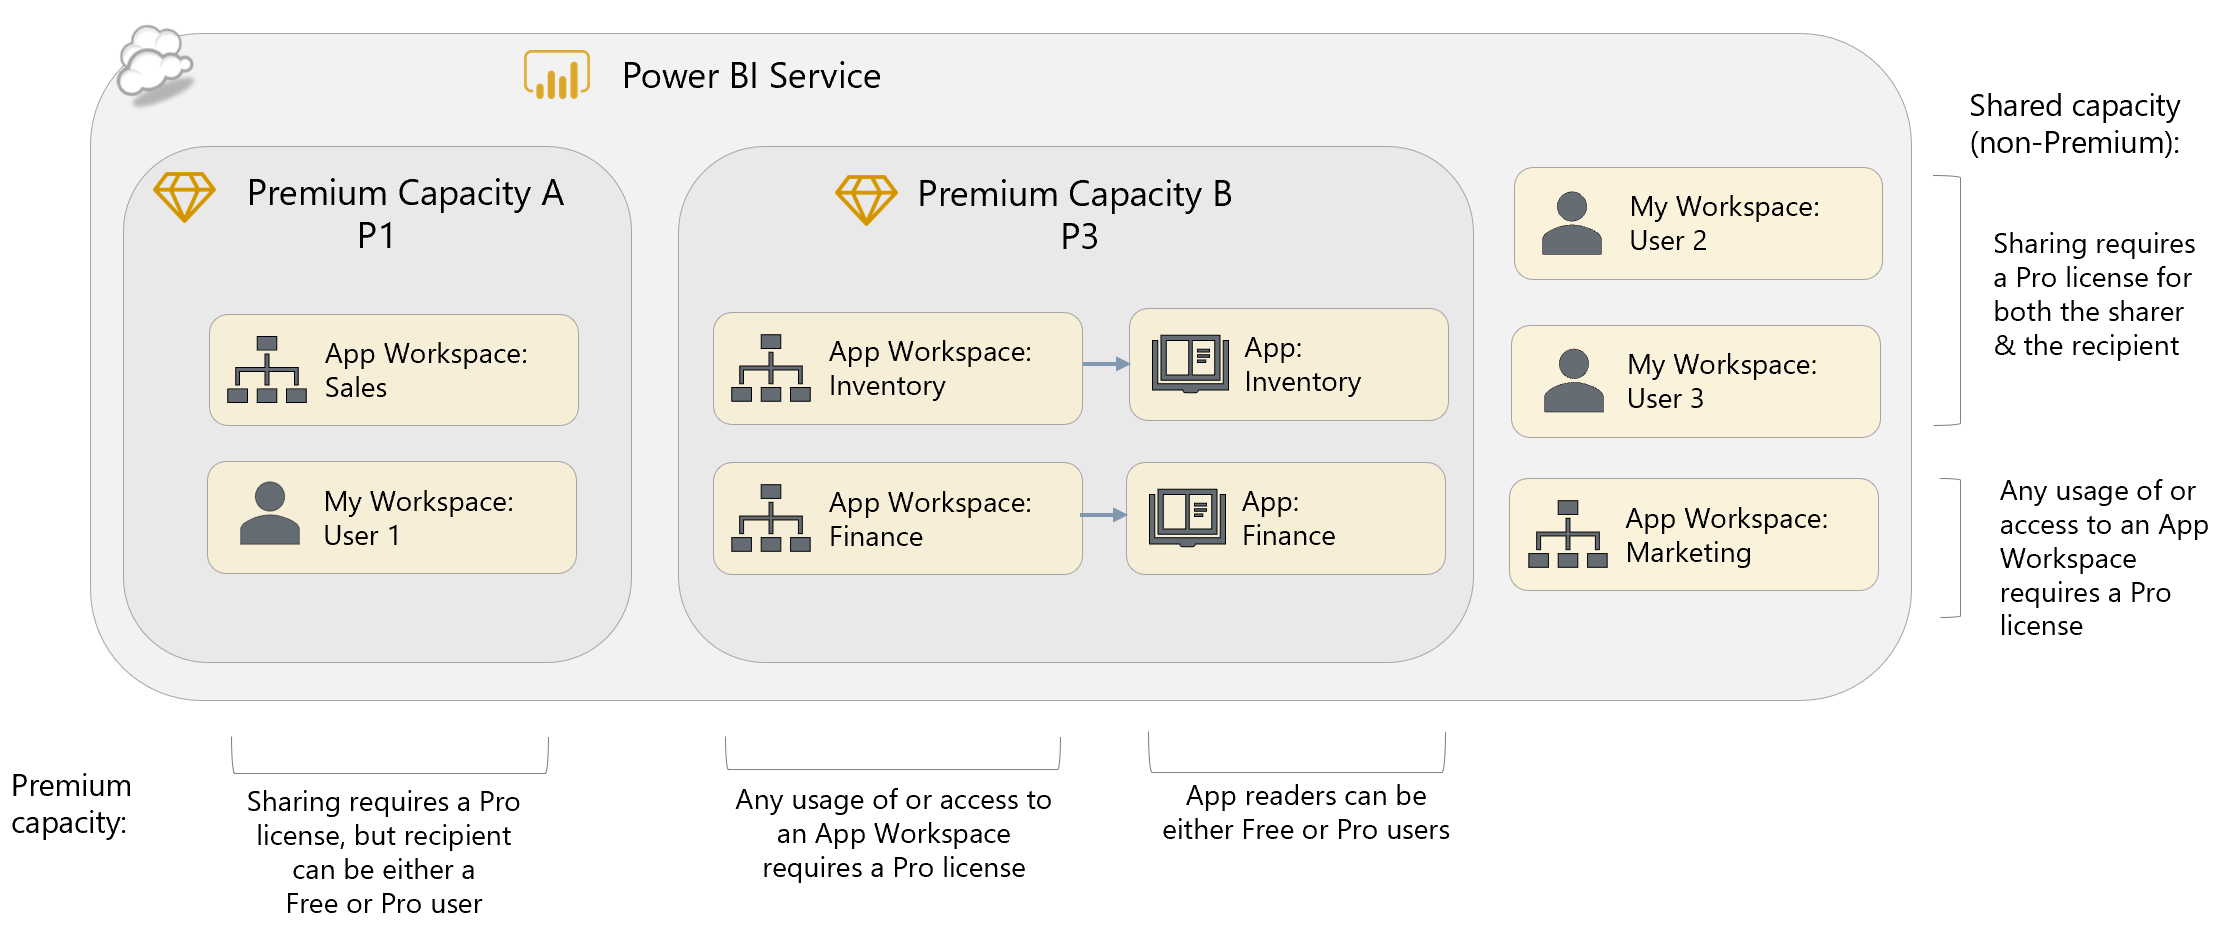 Power BI Service
Shared capacity
(non-Premium):
Premium Capacity A
P1
Premium Capacity B
P3
App Workspace:
Sales
My Workspace:
User 1
App Workspace:
Inventory
App:
Inventory
App Workspace:
Finance
App:
Finance
My Workspace:
User 2
My Workspace:
User 3
App Workspace:
Marketing
Sharing requires
a Pro license for
both the sharer
& the recipient
Any usage of or
access to an App
Workspace
requires a Pro
license
Premium
capacity:
Sharing requires a Pro
license, but recipient
can be either a
Free or Pro user
Any usage of or access to
an App Workspace
requires a Pro license
App readers can be
either Free or Pro users